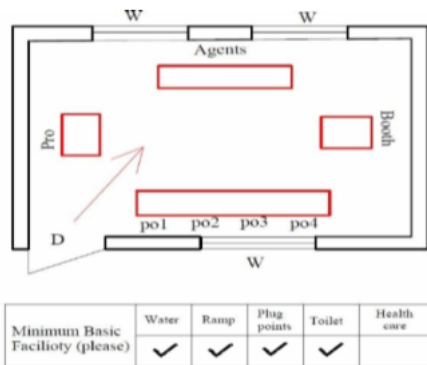 W W
Agents
Pro
Booth
po1 po2 po3 po4
D
W
Minimum Basic Facilioty (please) Water Ramp Plug points Toilet Health care
✓ ✓ ✓ ✓